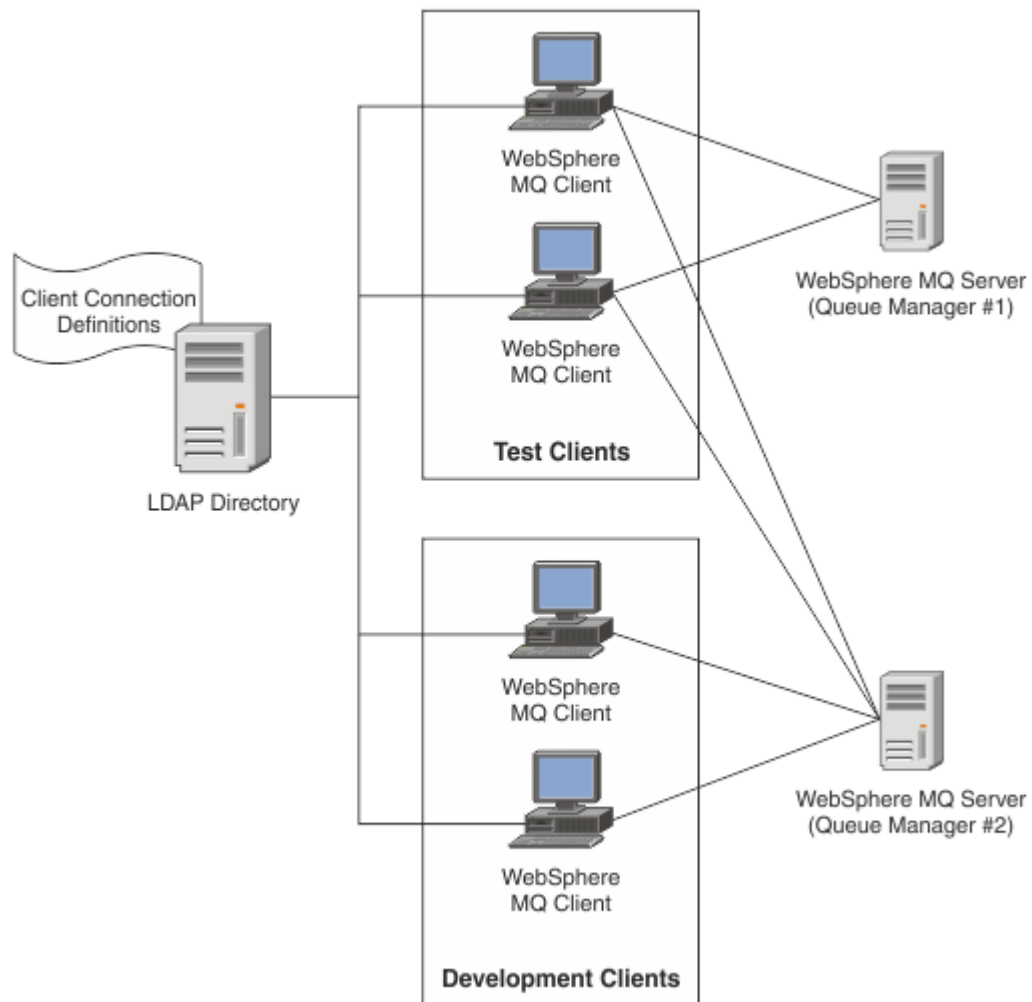 WebSphere
MQ Client
WebSphere
MQ Client
Test Clients
WebSphere MQ Server
(Queue Manager #1)
Client Connection
Definitions
LDAP Directory
WebSphere
MQ Client
WebSphere
MQ Client
Development Clients
WebSphere MQ Server
(Queue Manager #2)